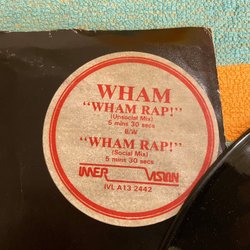 WHAM
"WHAM RAP!"
(Unsocial Mix)
5 mins 30 secs
B/W
"WHAM RAP!"
(Social Mix)
5 mins 30 secs
INNER VISION
IVL A13 2442